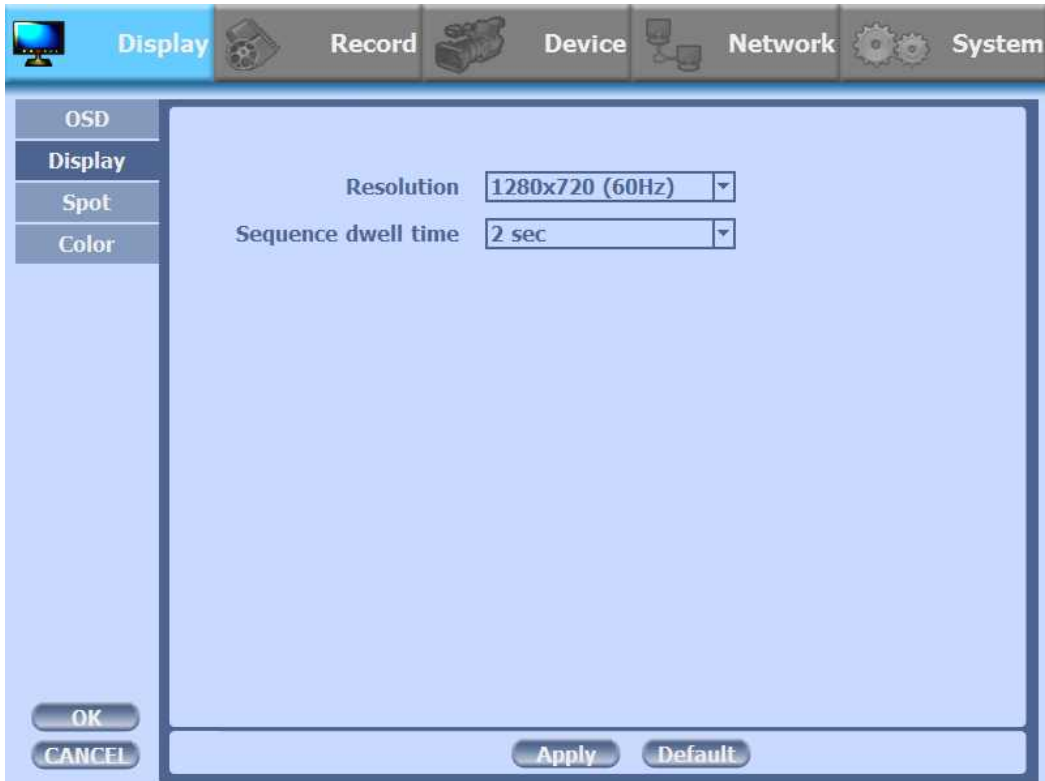 Display Record Device Network System
OSD
Display
Spot
Color
Resolution 1280x720 (60Hz)
Sequence dwell time 2 sec
OK
CANCEL
Apply Default